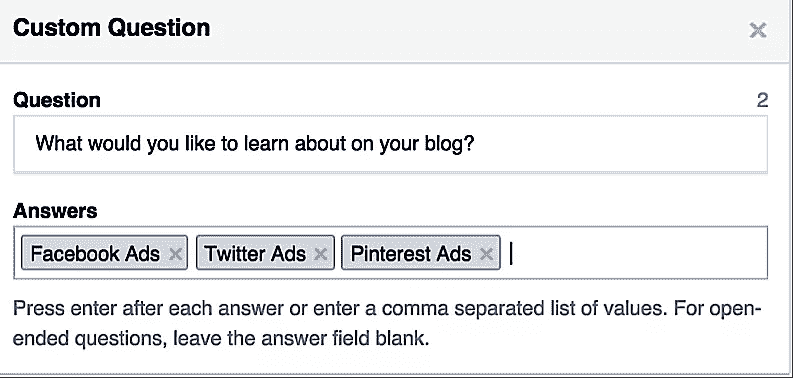 Custom Question
Question 2
What would you like to learn about on your blog?
Answers
Facebook Ads × Twitter Ads × Pinterest Ads ×
Press enter after each answer or enter a comma separated list of values. For open-
ended questions, leave the answer field blank.